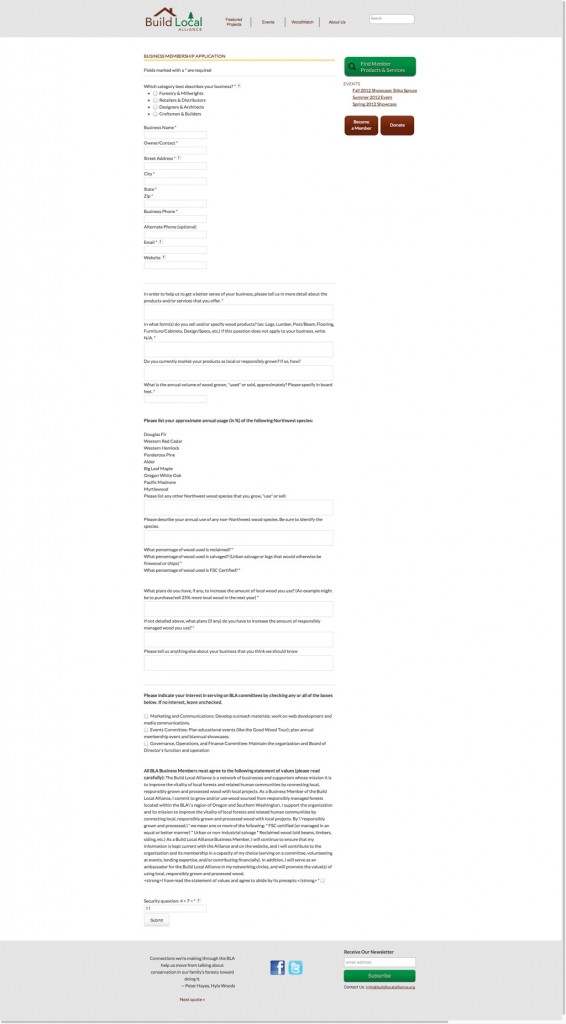 Build Local
ALLIANCE
Featured
Projects
Events
WoodWatch
About Us
Search
BUSINESS MEMBERSHIP APPLICATION
Fields marked with a * are required
Which category best describes your business? * ?
Foresters & Millwrights
Retailers & Distributors
Designers & Architects
Craftsmen & Builders
Business Name *
Owner/Contact *
Street Address * ?
City *
State *
Zip *
Business Phone *
Alternate Phone (optional)
Email * ?
Website ?
In order to help us to get a better sense of your business, please tell us in more detail about the
products and/or services that you offer. *
In what form(s) do you sell and/or specify wood products? (ex: Logs, Lumber, Post/Beam, Flooring,
Furniture/Cabinets, Design/Specs, etc.) If this question does not apply to your business, write
N/A. *
Do you currently market your products as local or responsibly grown? If so, how?
What is the annual volume of wood grown, "used" or sold, approximately? Please specify in board
feet. *
Please list your approximate annual usage (in %) of the following Northwest species:
Douglas Fir
Western Red Cedar
Western Hemlock
Ponderosa Pine
Alder
Big Leaf Maple
Oregon White Oak
Pacific Madrone
Myrtlewood
Please list any other Northwest wood species that you grow, "use" or sell:
Please describe your annual use of any non-Northwest wood species. Be sure to identify the
species.
What percentage of wood used is reclaimed? *
What percentage of wood used is salvaged? (Urban salvage or logs that would otherwise be
firewood or chips) *
What percentage of wood used is FSC Certified? *
What plans do you have, if any, to increase the amount of local wood you use? (An example might
be to purchase/sell 25% more local wood in the next year) *
If not detailed above, what plans (if any) do you have to increase the amount of responsibly
managed wood you use? *
Please tell us anything else about your business that you think we should know
Please indicate your interest in serving on BLA committees by checking any or all of the boxes
below. If no interest, leave unchecked.
Marketing and Communications: Develop outreach materials, work on web development and
media communications.
Events Committee: Plan educational events (like the Good Wood Tour); plan annual
membership event and biannual showcases.
Governance, Operations, and Finance Committee: Maintain the organization and Board of
Director's function and operation
All BLA Business Members must agree to the following statement of values (please read
carefully): The Build Local Alliance is a network of businesses and supporters whose mission it is
to improve the vitality of local forests and related human communities by connecting local,
responsibly grown and processed wood with local projects. As a Business Member of the Build
Local Alliance, I commit to grow and/or use wood sourced from responsibly managed forests
located within the BLA's region of Oregon and Southern Washington. I support the organization
and its mission to improve the vitality of local forests and related human communities by
connecting local, responsibly grown and processed wood with local projects. By \'responsibly
grown and processed,\' we mean one or more of the following: * FSC certified (or managed in an
equal or better manner) * Urban or non-industrial salvage * Reclaimed wood (old beams, timbers,
siding, etc.) As a Build Local Alliance Business Member, I will continue to ensure that my
information is kept current with the Alliance and on the website, and I will contribute to the
organization and its membership in a capacity of my choice (serving on a committee, volunteering
at events, lending expertise, and/or contributing financially). In addition, I will serve as an
ambassador for the Build Local Alliance in my networking circles, and will promote the value(s) of
using local, responsibly grown and processed wood.
<strong>I have read the statement of values and agree to abide by its precepts.</strong> *
Security question: 4 + 7 = * ?
11
Submit
Find Member
Products & Services
EVENTS
Fall 2012 Showcase: Sitka Spruce
Summer 2012 Event
Spring 2012 Showcase
Become
a Member
Donate
Connections we're making through the BLA
help us move from talking about
conservation in our family's forests toward
doing it.
— Peter Hayes, Hyla Woods
Next quote »
Receive Our Newsletter
email address
Subscribe
Contact Us: info@buildlocalalliance.org